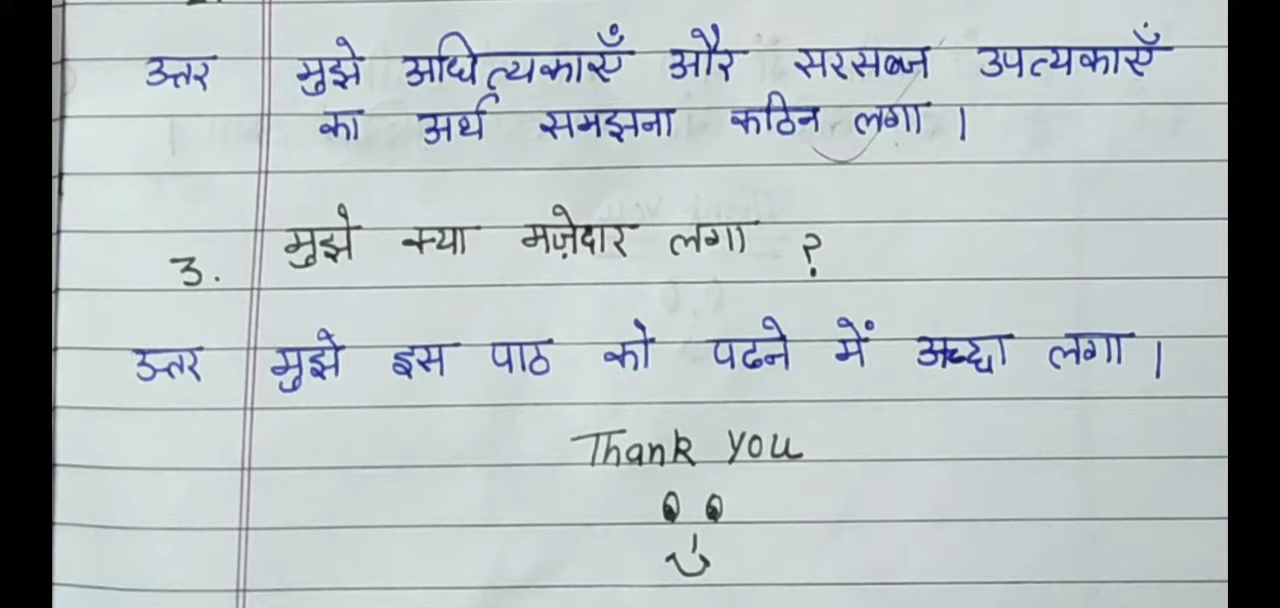 उत्तर मुझे अधित्यकाएँ और सरसब्ज उपत्यकाएँ
का अर्थ समझना कठिन लगा।
3. मुझे क्या मज़ेदार लगा ?
उत्तर मुझे इस पाठ को पढने में अच्छा लगा।
Thank You